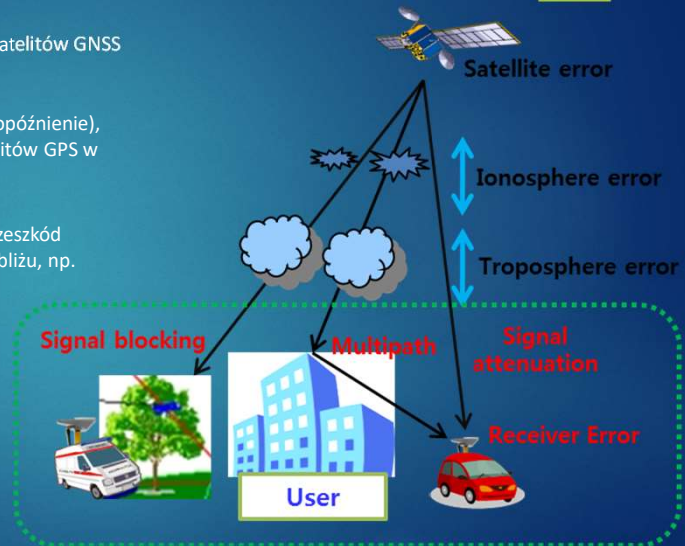 atelitów GNSS
opóźnienie),
itów GPS w
zeszkód
bliżu, np.
Satellite error
Ionosphere error
Troposphere error
Signal blocking
Multipath
Signal
attenuation
Receiver Error
User